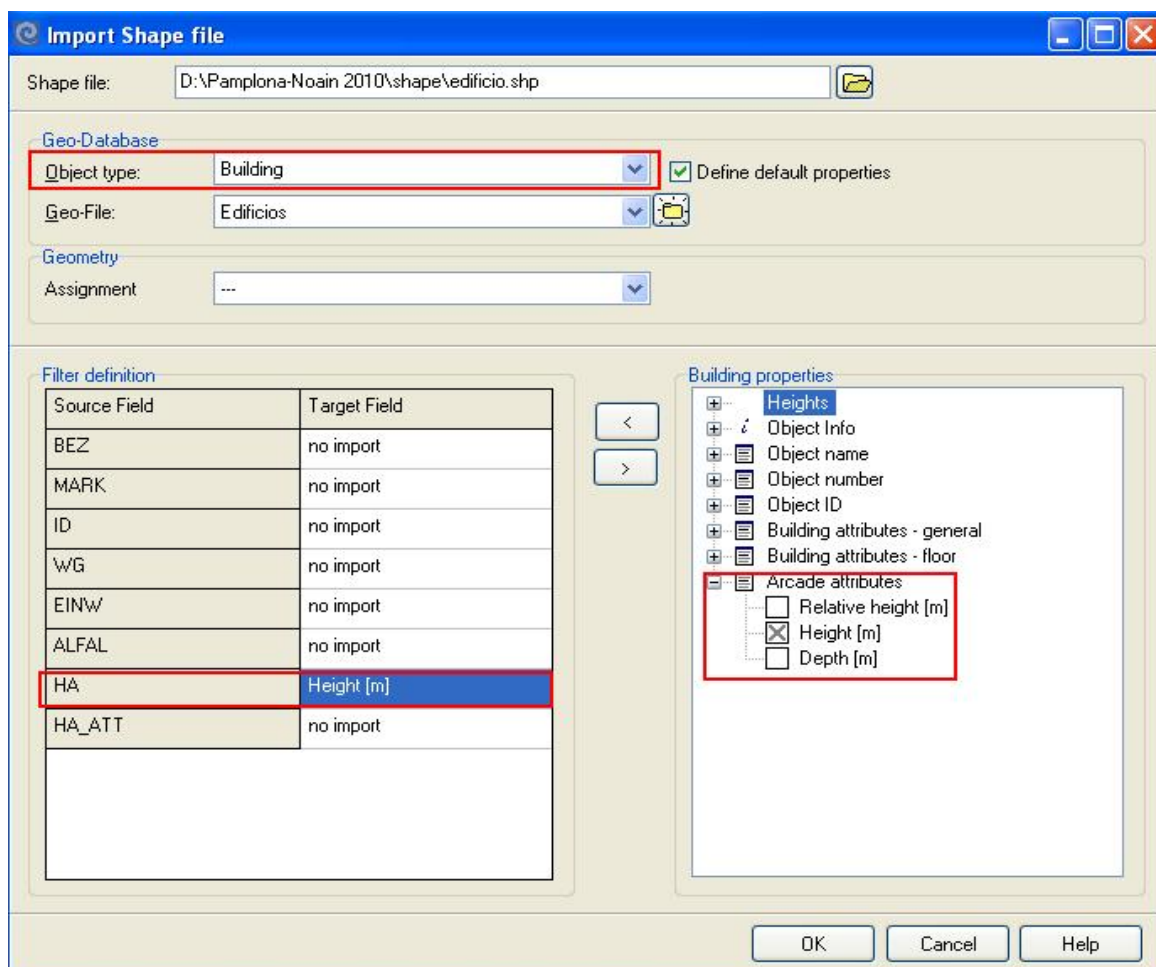 Import Shape file
Shape file: D:\Pamplona-Noain 2010\shape\edificio.shp
Geo-Database
Object type: Building Define default properties
Geo-File: Edificios
Geometry
Assignment ---
Filter definition
Source Field Target Field
BEZ no import
MARK no import
ID no import
WG no import
EINW no import
ALFAL no import
HA Height [m]
HA_ATT no import
<
>
Building properties
Heights
i Object Info
Object name
Object number
Object ID
Building attributes - general
Building attributes - floor
Arcade attributes
Relative height [m]
Height [m]
Depth [m]
OK Cancel Help